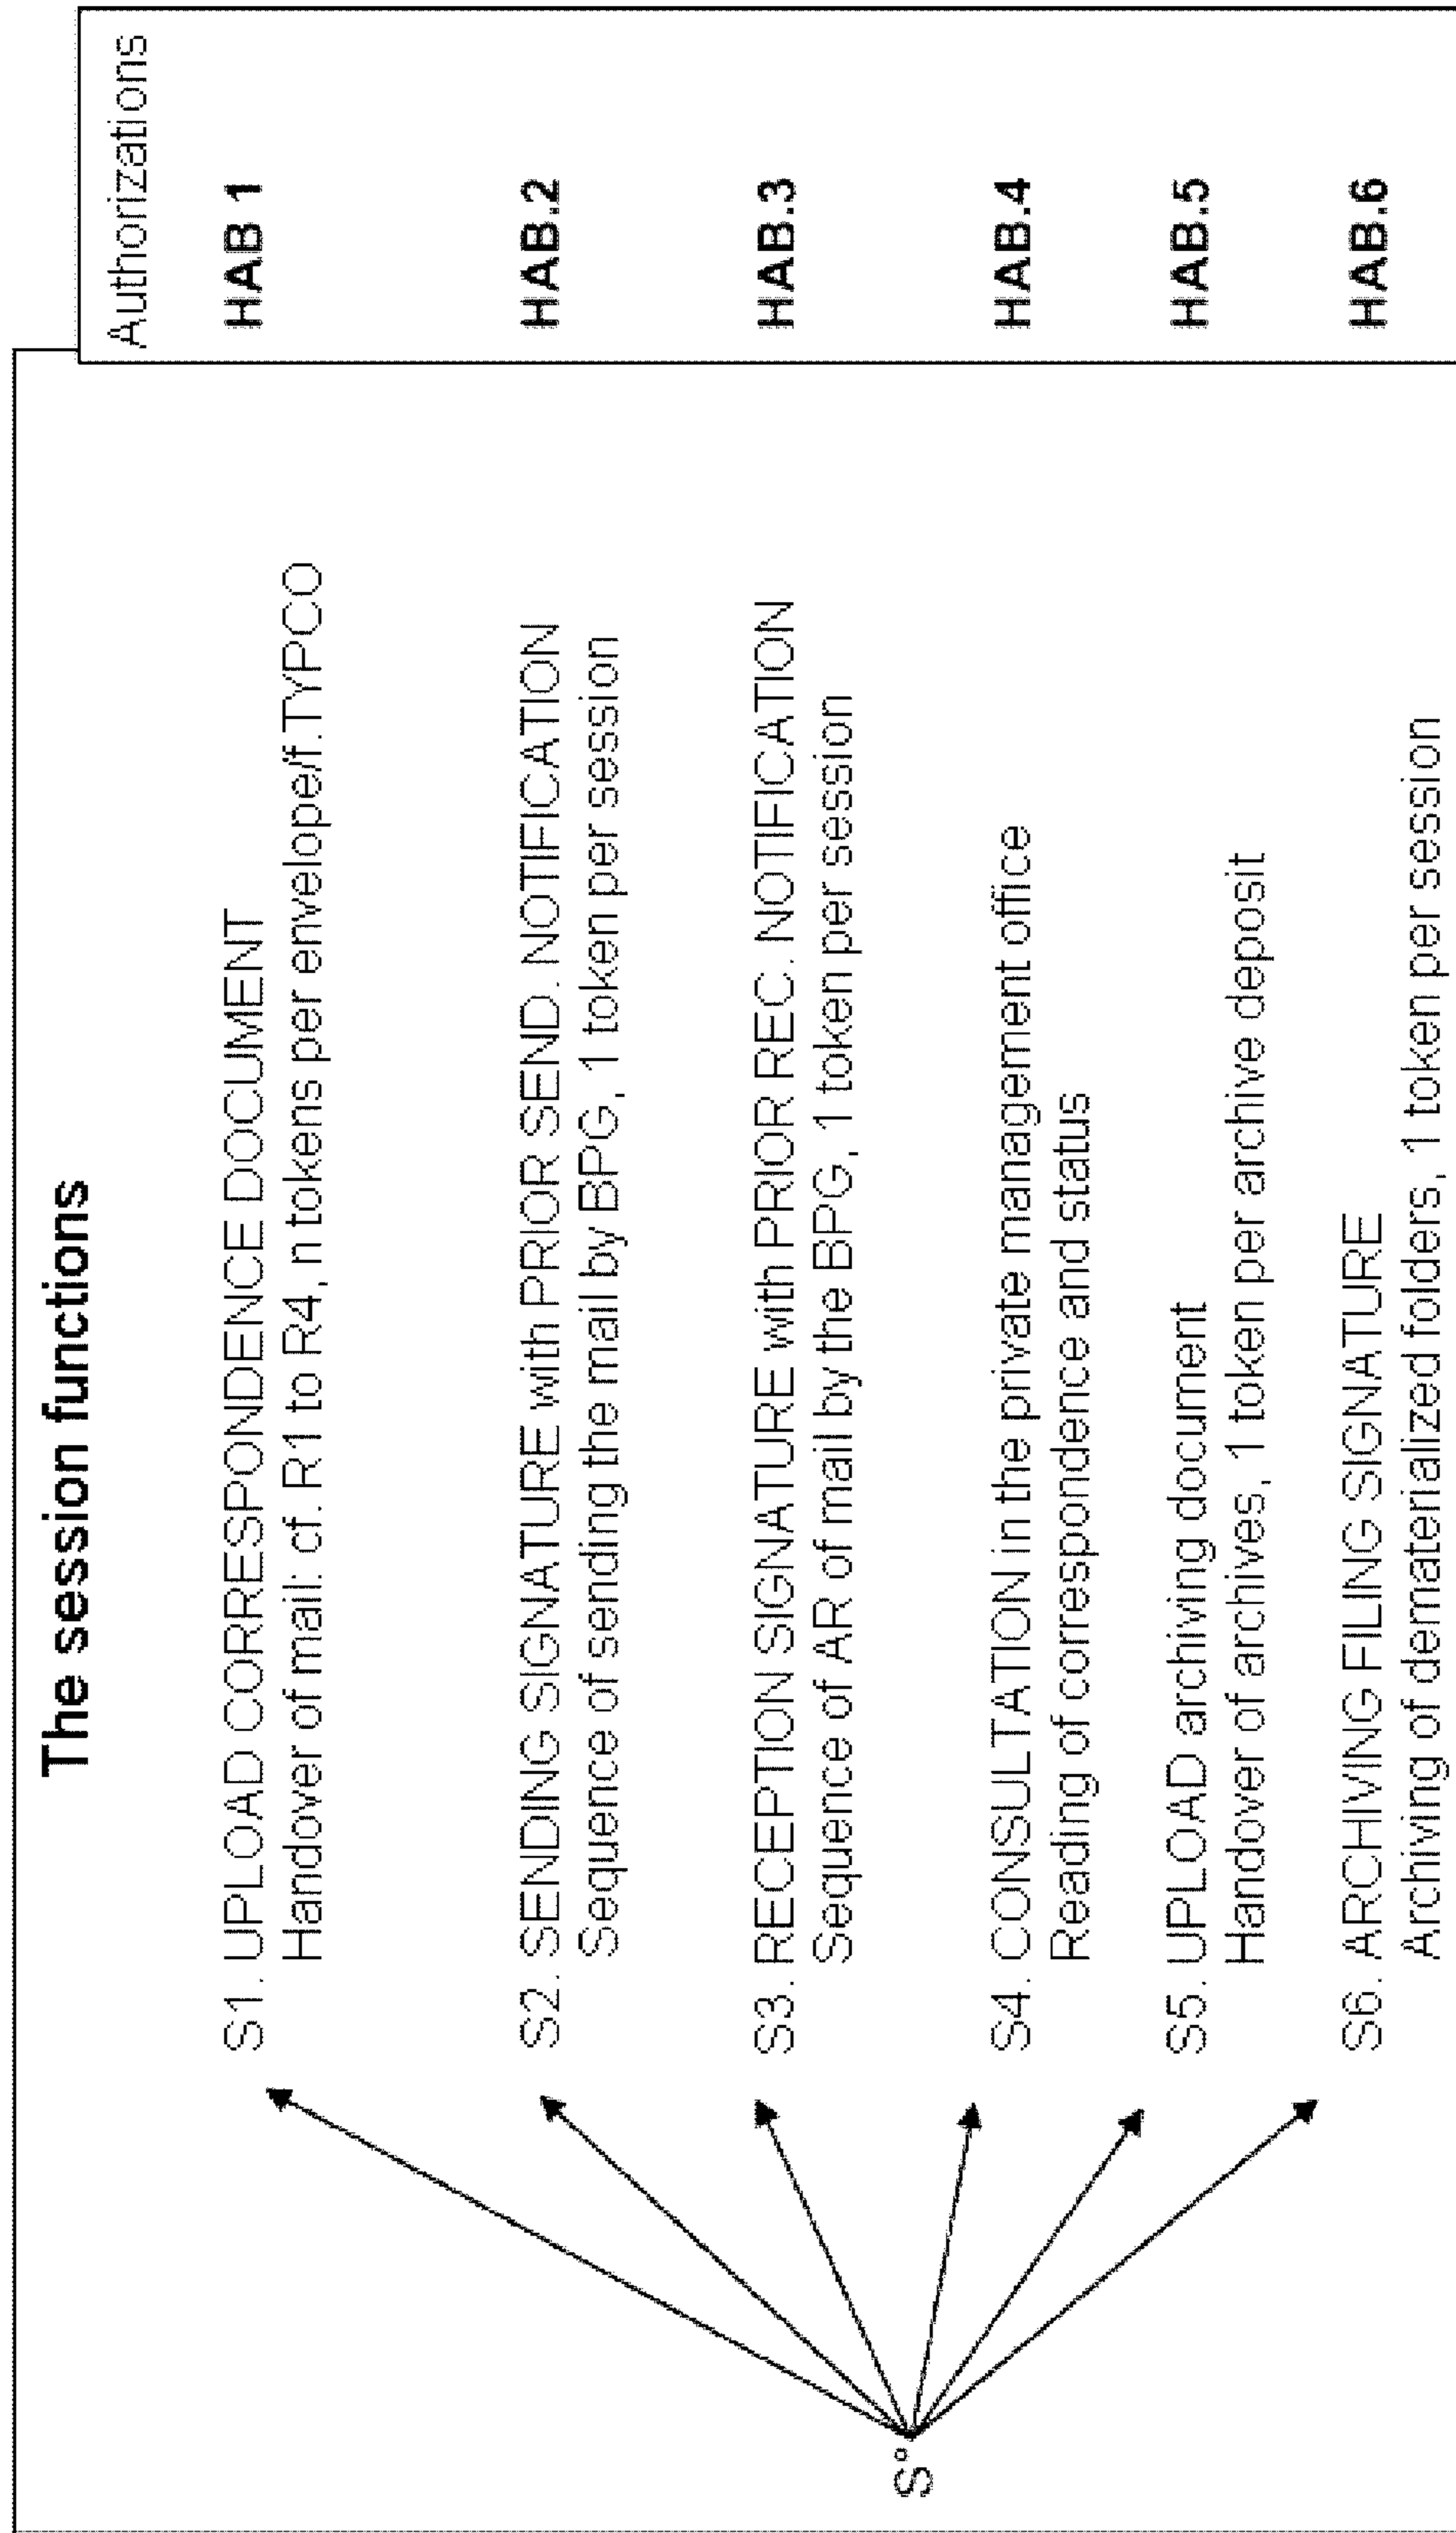 The session functions
Authorizations
S°
S1. UPLOAD CORRESPONDENCE DOCUMENT
HAB 1
Handover of mail: cf. R1 to R4, n tokens per envelope/f.TYPCO
S2. SENDING SIGNATURE with PRIOR SEND. NOTIFICATION
HAB.2
Sequence of sending the mail by BPG, 1 token per session
S3. RECEPTION SIGNATURE with PRIOR REC. NOTIFICATION
HAB.3
Sequence of AR of mail by the BPG, 1 token per session
S4. CONSULTATION in the private management office
HAB.4
Reading of correspondence and status
S5. UPLOAD archiving document
HAB.5
Handover of archives, 1 token per archive deposit
S6. ARCHIVING FILING SIGNATURE
HAB.6
Archiving of dematerialized folders, 1 token per session